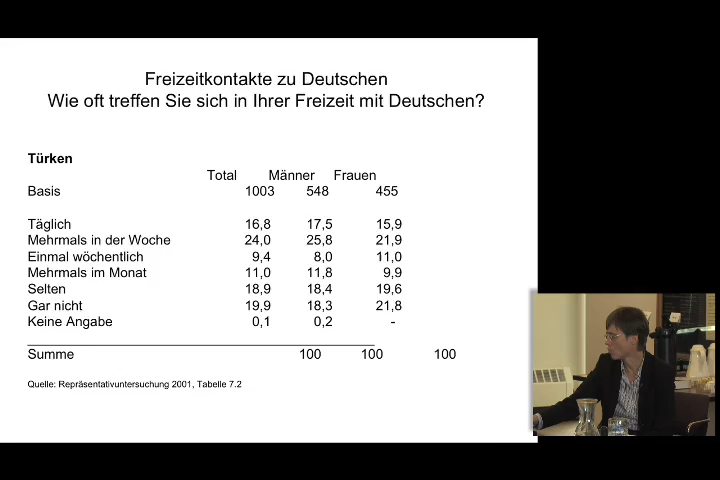 Freizeitkontakte zu Deutschen
Wie oft treffen Sie sich in Ihrer Freizeit mit Deutschen?
Türken
Total Männer Frauen
Basis 1003 548 455
Täglich 16,8 17,5 15,9
Mehrmals in der Woche 24,0 25,8 21,9
Einmal wöchentlich 9,4 8,0 11,0
Mehrmals im Monat 11,0 11,8 9,9
Selten 18,9 18,4 19,6
Gar nicht 19,9 18,3 21,8
Keine Angabe 0,1 0,2 -
Summe 100 100 100
Quelle: Repräsentativuntersuchung 2001, Tabelle 7.2